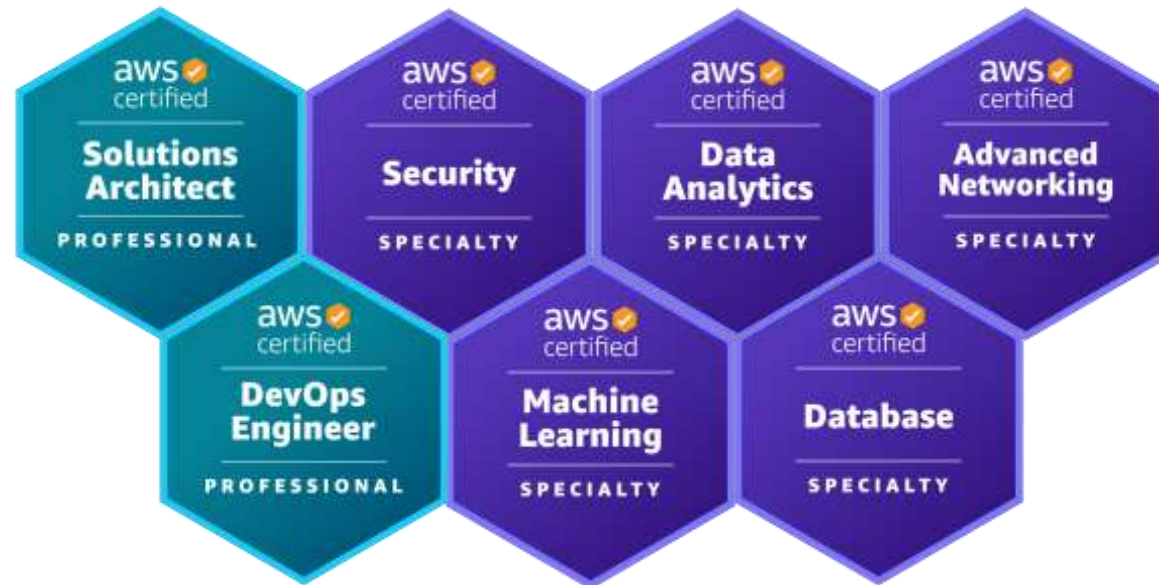 aws
certified
Solutions
Architect
PROFESSIONAL
aws
certified
Security
SPECIALTY
aws
certified
Data
Analytics
SPECIALTY
aws
certified
Advanced
Networking
SPECIALTY
aws
certified
DevOps
Engineer
PROFESSIONAL
aws
certified
Machine
Learning
SPECIALTY
aws
certified
Database
SPECIALTY